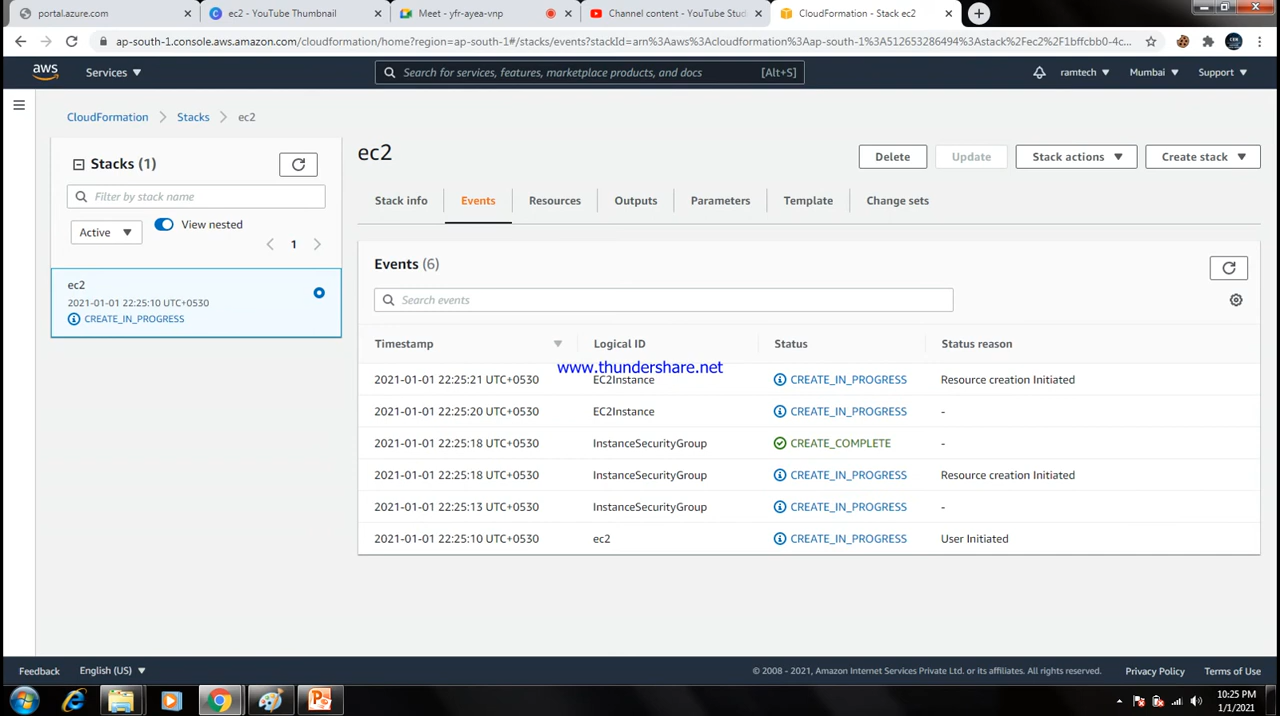 portal.azure.com
ec2 - YouTube Thumbnail
Meet - yfr-ayea-vmj
Channel content - YouTube Stud
CloudFormation - Stack ec2
ap-south-1.console.aws.amazon.com/cloudformation/home?region=ap-south-1#/stacks/events?stackId=arn%3Aaws%3Acloudformation%3Aap-south-1%3A512653286494%3Astack%2Fec2%2F1bffcbb0-4c...
aws Services Search for services, features, marketplace products, and docs [Alt+S] ramtech Mumbai Support
CloudFormation Stacks ec2
Stacks (1)
Filter by stack name
Active View nested
1
ec2
2021-01-01 22:25:10 UTC+0530
CREATE_IN_PROGRESS
ec2 Delete Update Stack actions Create stack
Stack info Events Resources Outputs Parameters Template Change sets
Events (6)
Search events
Timestamp Logical ID Status Status reason
www.thundershare.net
2021-01-01 22:25:21 UTC+0530 EC2Instance CREATE_IN_PROGRESS Resource creation Initiated
2021-01-01 22:25:20 UTC+0530 EC2Instance CREATE_IN_PROGRESS -
2021-01-01 22:25:18 UTC+0530 InstanceSecurityGroup CREATE_COMPLETE -
2021-01-01 22:25:18 UTC+0530 InstanceSecurityGroup CREATE_IN_PROGRESS Resource creation Initiated
2021-01-01 22:25:13 UTC+0530 InstanceSecurityGroup CREATE_IN_PROGRESS -
2021-01-01 22:25:10 UTC+0530 ec2 CREATE_IN_PROGRESS User Initiated
Feedback English (US) © 2008 - 2021, Amazon Internet Services Private Ltd. or its affiliates. All rights reserved. Privacy Policy Terms of Use
10:25 PM
1/1/2021